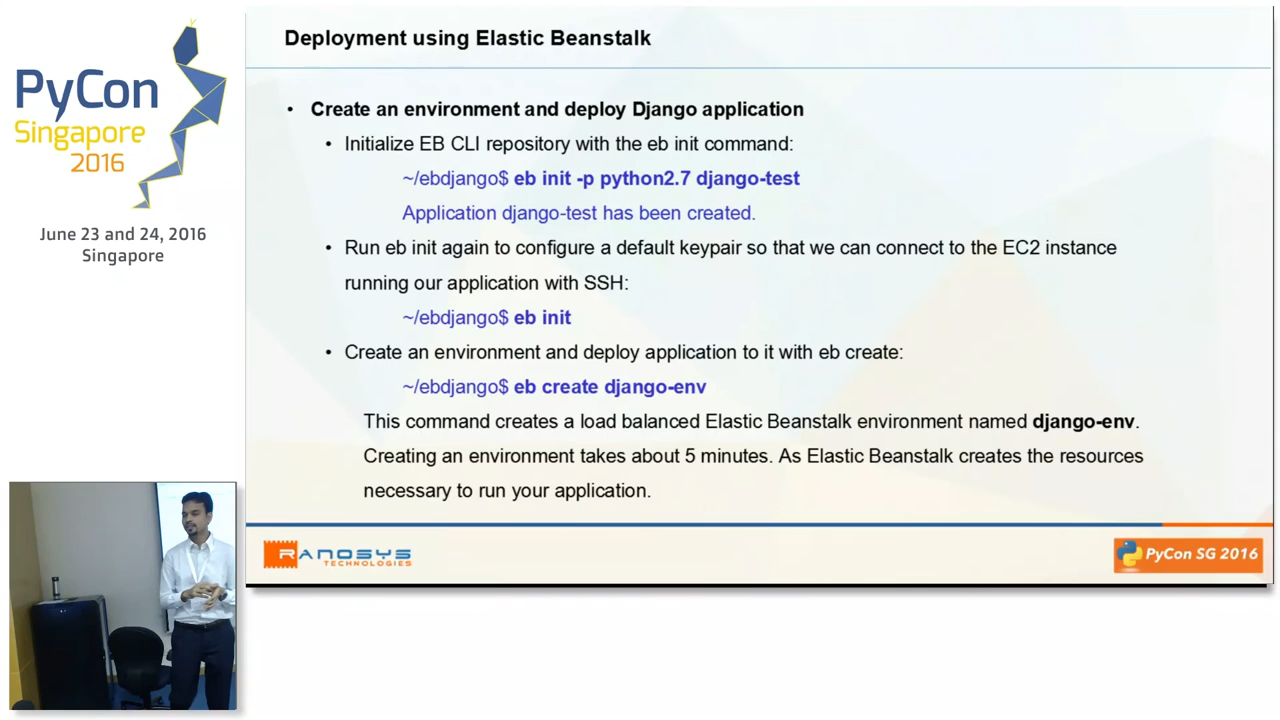 PyCon
Singapore
2016
June 23 and 24, 2016
Singapore
Deployment using Elastic Beanstalk
• Create an environment and deploy Django application
• Initialize EB CLI repository with the eb init command:
~/ebdjango$ eb init -p python2.7 django-test
Application django-test has been created.
• Run eb init again to configure a default keypair so that we can connect to the EC2 instance
running our application with SSH:
~/ebdjango$ eb init
• Create an environment and deploy application to it with eb create:
~/ebdjango$ eb create django-env
This command creates a load balanced Elastic Beanstalk environment named django-env.
Creating an environment takes about 5 minutes. As Elastic Beanstalk creates the resources
necessary to run your application.
RANOSYS
TECHNOLOGIES
PyCon SG 2016